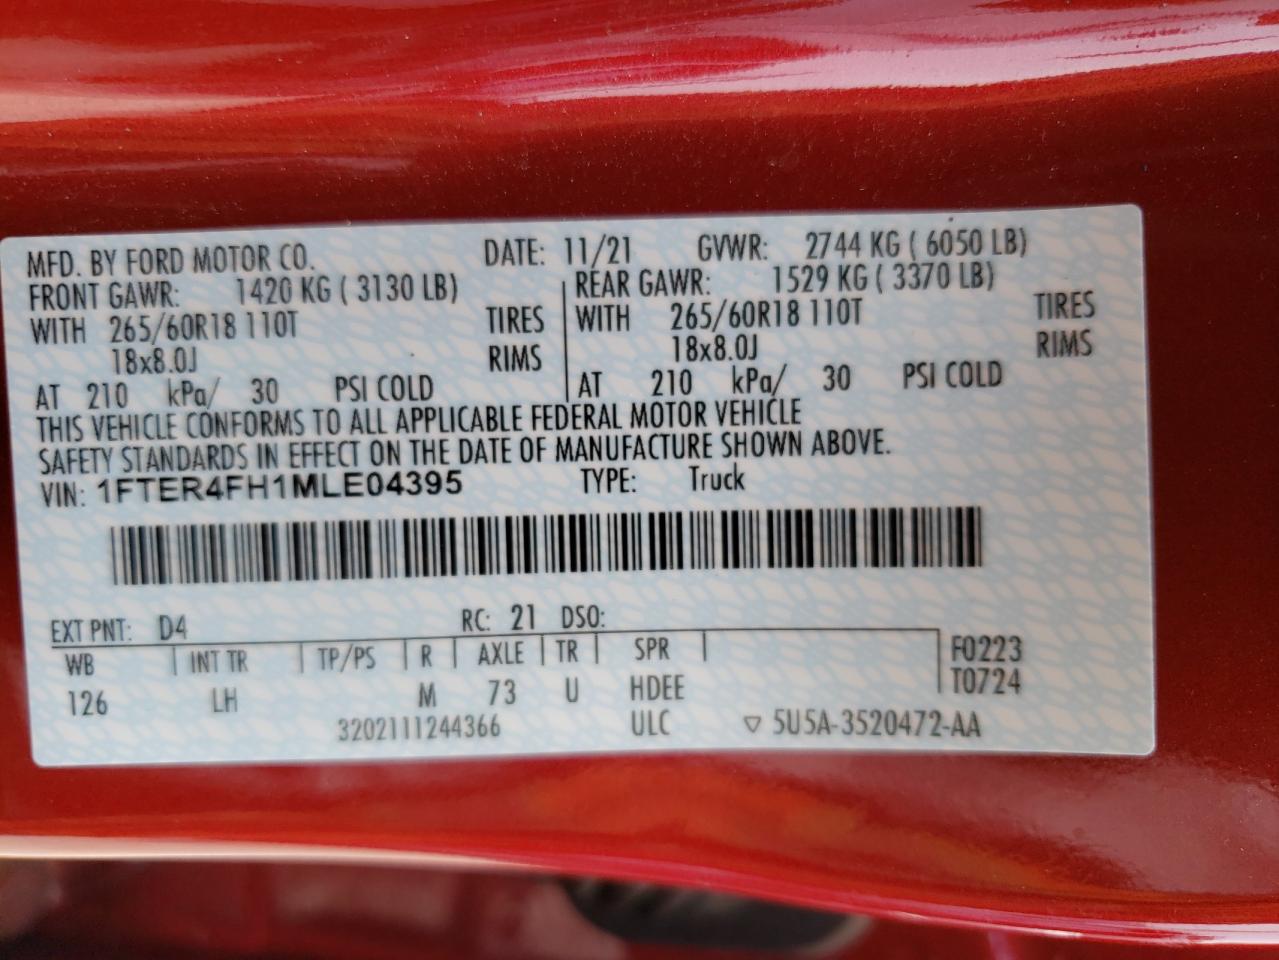 MFD. BY FORD MOTOR CO. DATE: 11/21 GVWR: 2744 KG ( 6050 LB)
FRONT GAWR: 1420 KG ( 3130 LB) REAR GAWR: 1529 KG ( 3370 LB)
WITH 265/60R18 110T TIRES WITH 265/60R18 110T TIRES
18x8.0J RIMS 18x8.0J RIMS
AT 210 kPa/ 30 PSI COLD AT 210 kPa/ 30 PSI COLD
THIS VEHICLE CONFORMS TO ALL APPLICABLE FEDERAL MOTOR VEHICLE
SAFETY STANDARDS IN EFFECT ON THE DATE OF MANUFACTURE SHOWN ABOVE.
VIN: 1FTER4FH1MLE04395 TYPE: Truck
EXT PNT: D4 RC: 21 DSO:
WB INT TR TP/PS R AXLE TR SPR F0223
126 LH M 73 U HDEE T0724
3202111244366 ULC ▽ 5U5A-3520472-AA